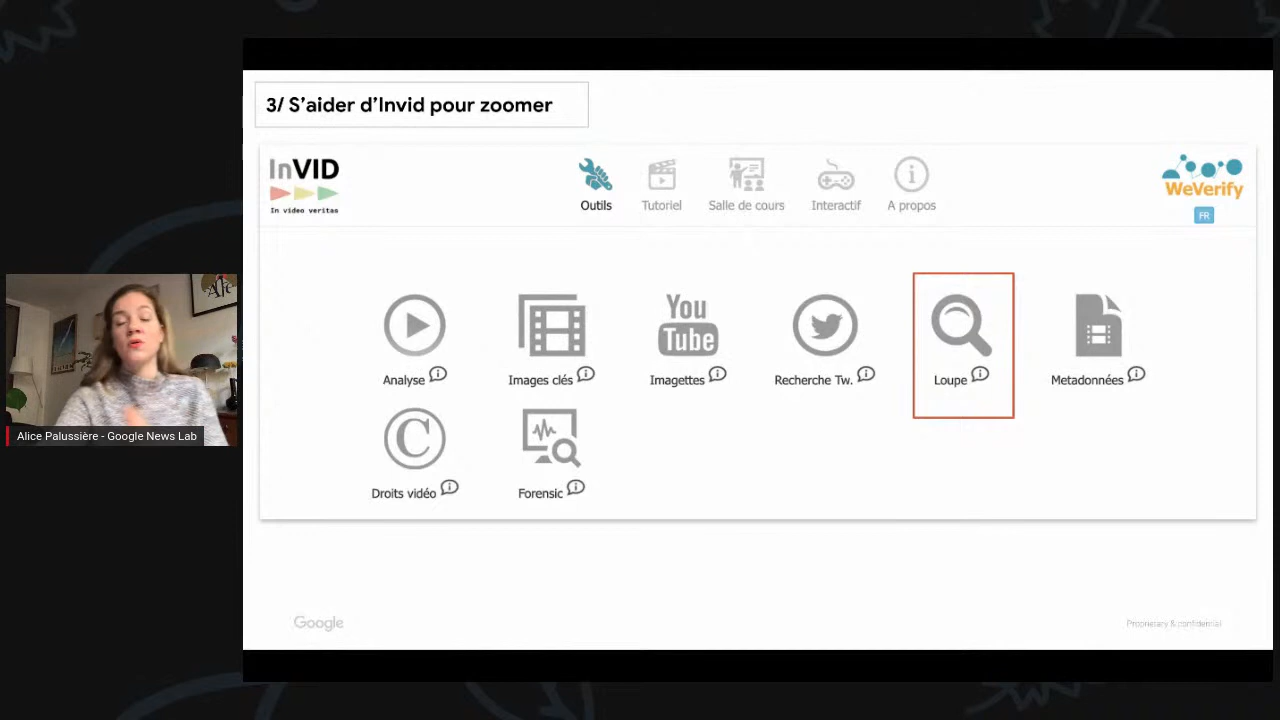 3/ S’aider d’Invid pour zoomer
InVID
In video veritas
Outils
Tutoriel
Salle de cours
Interactif
A propos
WeVerify
FR
Analyse
Images clés
You
Tube
Imagettes
Recherche Tw.
Loupe
Metadonnées
C
Droits vidéo
Forensic
Alice Palussière - Google News Lab
Google
Proprietary & confidential